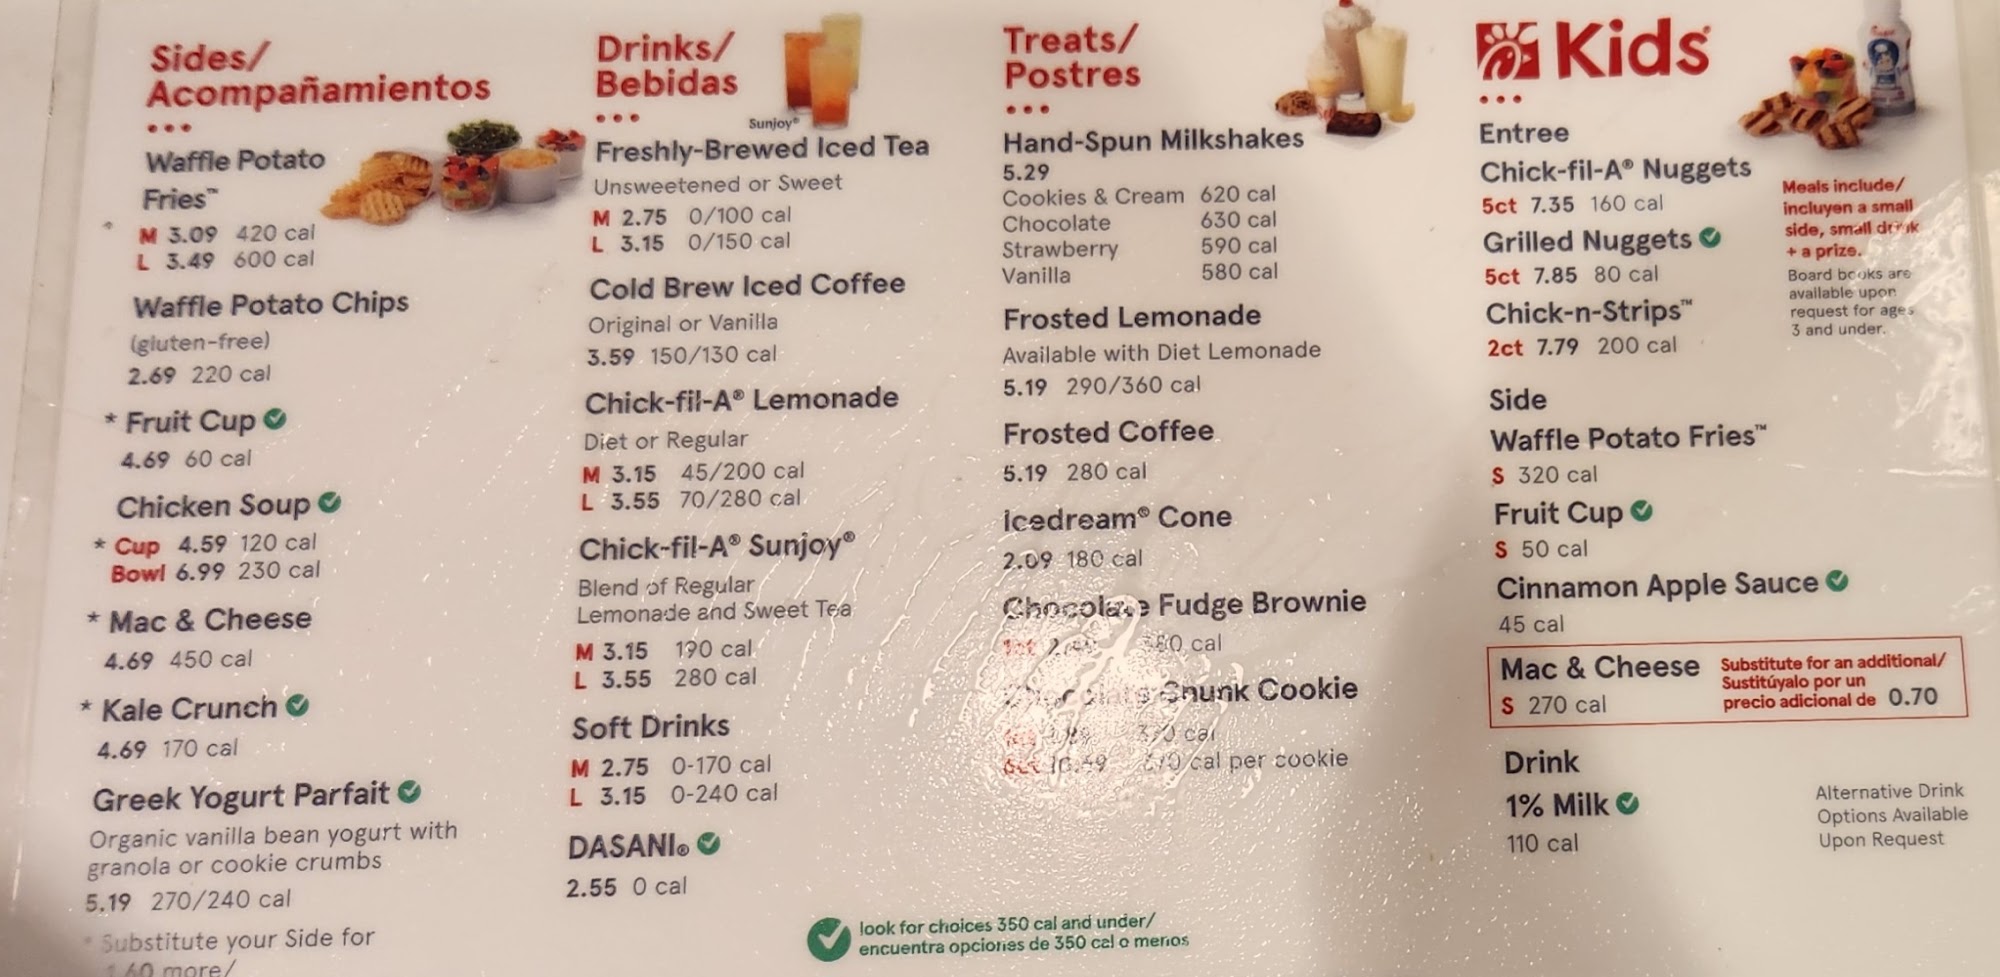 Sides/
Acompañamientos
Waffle Potato
Fries™
*
M 3.09 420 cal
L 3.49 600 cal
Waffle Potato Chips
(gluten-free)
2.69 220 cal
* Fruit Cup
4.69 60 cal
Chicken Soup
* Cup 4.59 120 cal
Bowl 6.99 230 cal
* Mac & Cheese
4.69 450 cal
* Kale Crunch
4.69 170 cal
Greek Yogurt Parfait
Organic vanilla bean yogurt with
granola or cookie crumbs
5.19 270/240 cal
* Substitute your Side for
1.60 more/
Drinks/
Bebidas
Sunjoy®
Freshly-Brewed Iced Tea
Unsweetened or Sweet
M 2.75 0/100 cal
L 3.15 0/150 cal
Cold Brew Iced Coffee
Original or Vanilla
3.59 150/130 cal
Chick-fil-A® Lemonade
Diet or Regular
M 3.15 45/200 cal
L 3.55 70/280 cal
Chick-fil-A® Sunjoy®
Blend of Regular
Lemonade and Sweet Tea
M 3.15 190 cal
L 3.55 280 cal
Soft Drinks
M 2.75 0-170 cal
L 3.15 0-240 cal
DASANI®
2.55 0 cal
Treats/
Postres
Hand-Spun Milkshakes
5.29
Cookies & Cream 620 cal
Chocolate 630 cal
Strawberry 590 cal
Vanilla 580 cal
Frosted Lemonade
Available with Diet Lemonade
5.19 290/360 cal
Frosted Coffee
5.19 280 cal
Icedream® Cone
2.09 180 cal
Chocolate Fudge Brownie
cal
Chocolate Chunk Cookie
cal
cal per cookie
Kids®
Entree
Chick-fil-A® Nuggets
5ct 7.35 160 cal
Grilled Nuggets
5ct 7.85 80 cal
Chick-n-Strips™
2ct 7.79 200 cal
Meals include/
incluyen a small
side, small drink
+ a prize.
Board books are
available upon
request for ages
3 and under.
Side
Waffle Potato Fries™
S 320 cal
Fruit Cup
S 50 cal
Cinnamon Apple Sauce
45 cal
Mac & Cheese
S 270 cal
Substitute for an additional/
Sustitúyalo por un
precio adicional de 0.70
Drink
1% Milk
110 cal
Alternative Drink
Options Available
Upon Request
look for choices 350 cal and under/
encuentra opciones de 350 cal o menos